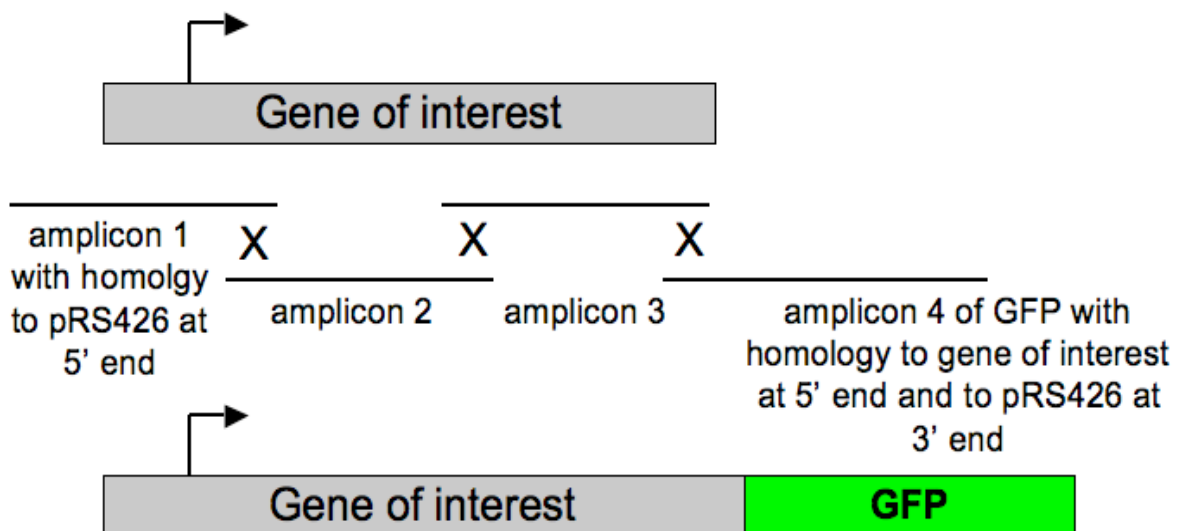 Gene of interest
amplicon 1
with homolgy
to pRS426 at
5' end
X
X
X
amplicon 2
amplicon 3
amplicon 4 of GFP with
homology to gene of interest
at 5' end and to pRS426 at
3' end
Gene of interest
GFP